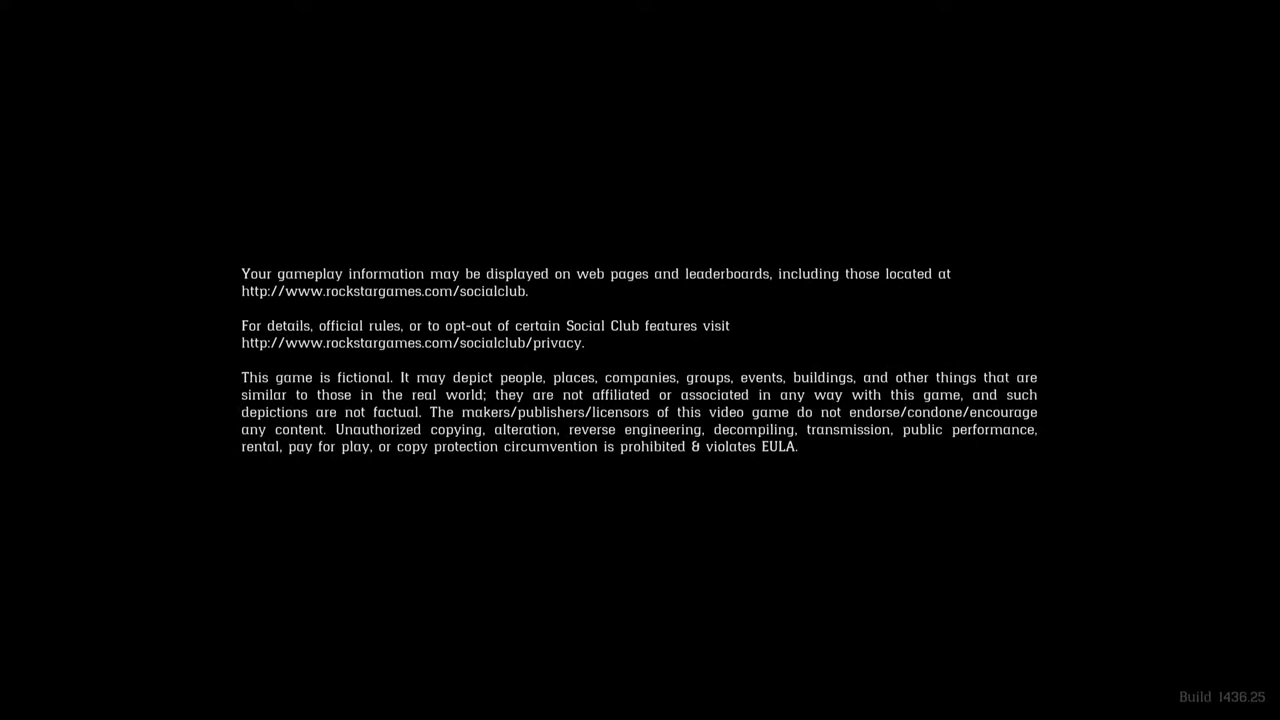 Your gameplay information may be displayed on web pages and leaderboards, including those located at
http://www.rockstargames.com/socialclub.
For details, official rules, or to opt-out of certain Social Club features visit
http://www.rockstargames.com/socialclub/privacy.
This game is fictional. It may depict people, places, companies, groups, events, buildings, and other things that are
similar to those in the real world; they are not affiliated or associated in any way with this game, and such
depictions are not factual. The makers/publishers/licensors of this video game do not endorse/condone/encourage
any content. Unauthorized copying, alteration, reverse engineering, decompiling, transmission, public performance,
rental, pay for play, or copy protection circumvention is prohibited & violates EULA.
Build 1436.25